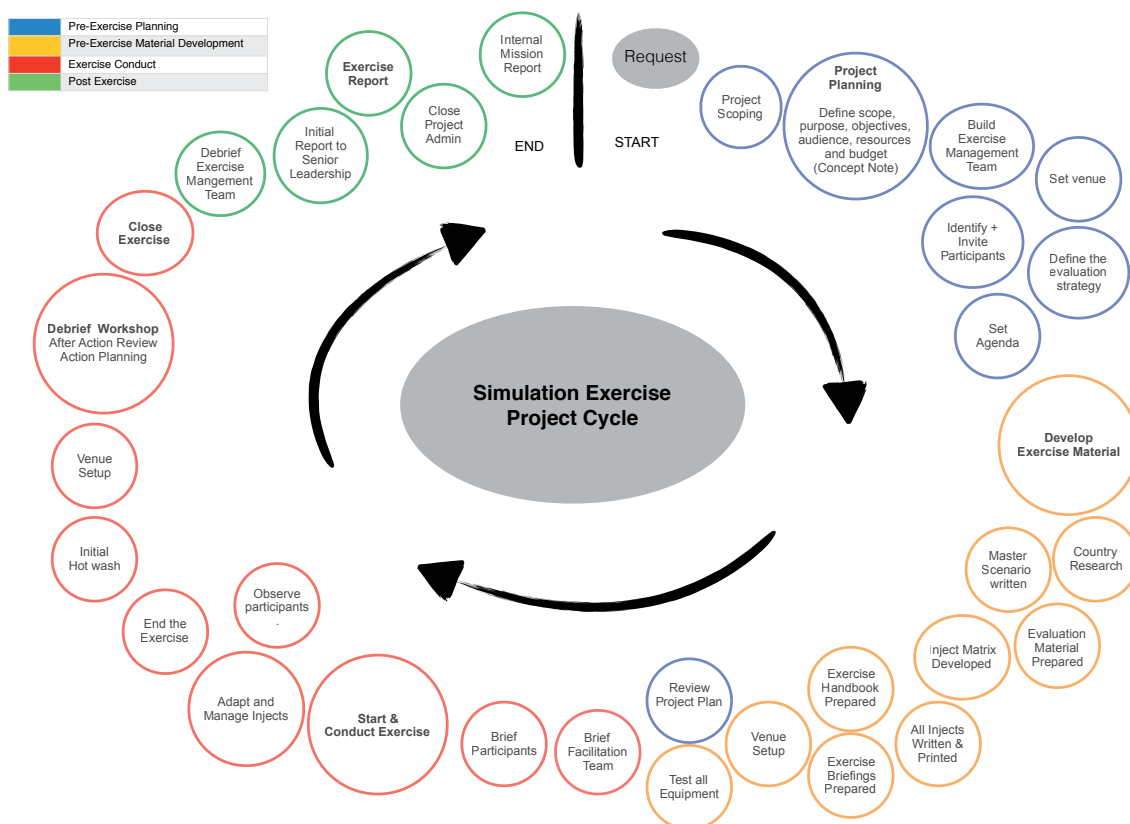 Pre-Exercise Planning
Pre-Exercise Material Development
Exercise Conduct
Post Exercise
Request
START
END
Project
Scoping
Project
Planning
Define scope,
purpose, objectives,
audience, resources
and budget
(Concept Note)
Build
Exercise
Management
Team
Set venue
Identify +
Invite
Participants
Define the
evaluation
strategy
Set
Agenda
Develop
Exercise Material
Country
Research
Master
Scenario
written
Evaluation
Material
Prepared
Inject Matrix
Developed
All Injects
Written &
Printed
Exercise
Handbook
Prepared
Exercise
Briefings
Prepared
Venue
Setup
Review
Project Plan
Test all
Equipment
Brief
Facilitation
Team
Brief
Participants
Start &
Conduct Exercise
Adapt and
Manage Injects
Observe
participants
.
End the
Exercise
Initial
Hot wash
Venue
Setup
Debrief Workshop
After Action Review
Action Planning
Close
Exercise
Debrief
Exercise
Mangement
Team
Initial
Report to
Senior
Leadership
Exercise
Report
Close
Project
Admin
Internal
Mission
Report
Simulation Exercise
Project Cycle